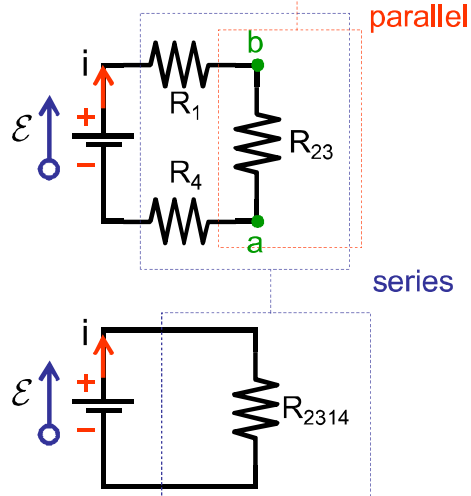 parallel
b
i
ℰ
+
−
R1
R23
R4
a
series
i
ℰ
+
−
R2314